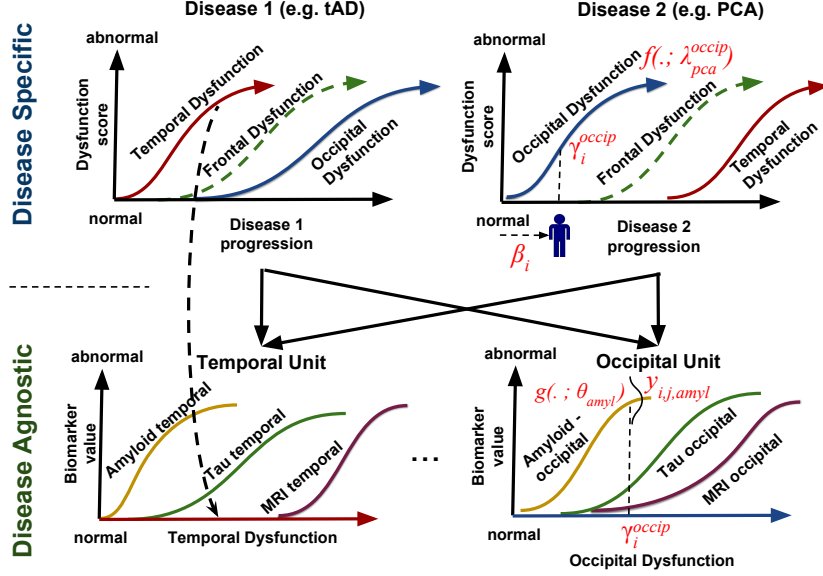 Disease 1 (e.g. tAD)
Disease 2 (e.g. PCA)
Disease Specific
abnormal
Dysfunction
score
normal
Temporal Dysfunction
Frontal Dysfunction
Occipital
Dysfunction
Disease 1
progression
abnormal
Dysfunction
score
normal
Occipital Dysfunction
f(.; λ_pca^occip)
γ_i^occip
Frontal Dysfunction
Temporal
Dysfunction
β_i
Disease 2
progression
Disease Agnostic
abnormal
Temporal Unit
Biomarker
value
normal
Amyloid temporal
Tau temporal
MRI temporal
Temporal Dysfunction
...
abnormal
Occipital Unit
Biomarker
value
normal
g(. ; θ_amyl)
y_i,j,amyl
Amyloid -
occipital
Tau occipital
MRI occipital
γ_i^occip
Occipital Dysfunction